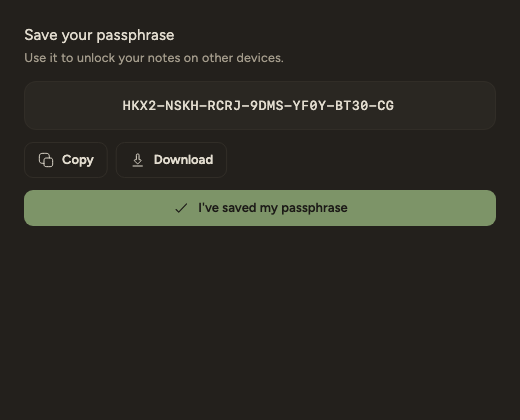 Save your passphrase
Use it to unlock your notes on other devices.
HKX2–NSKH–RCRJ–9DMS–YF0Y–BT30–CG
Copy
Download
I've saved my passphrase